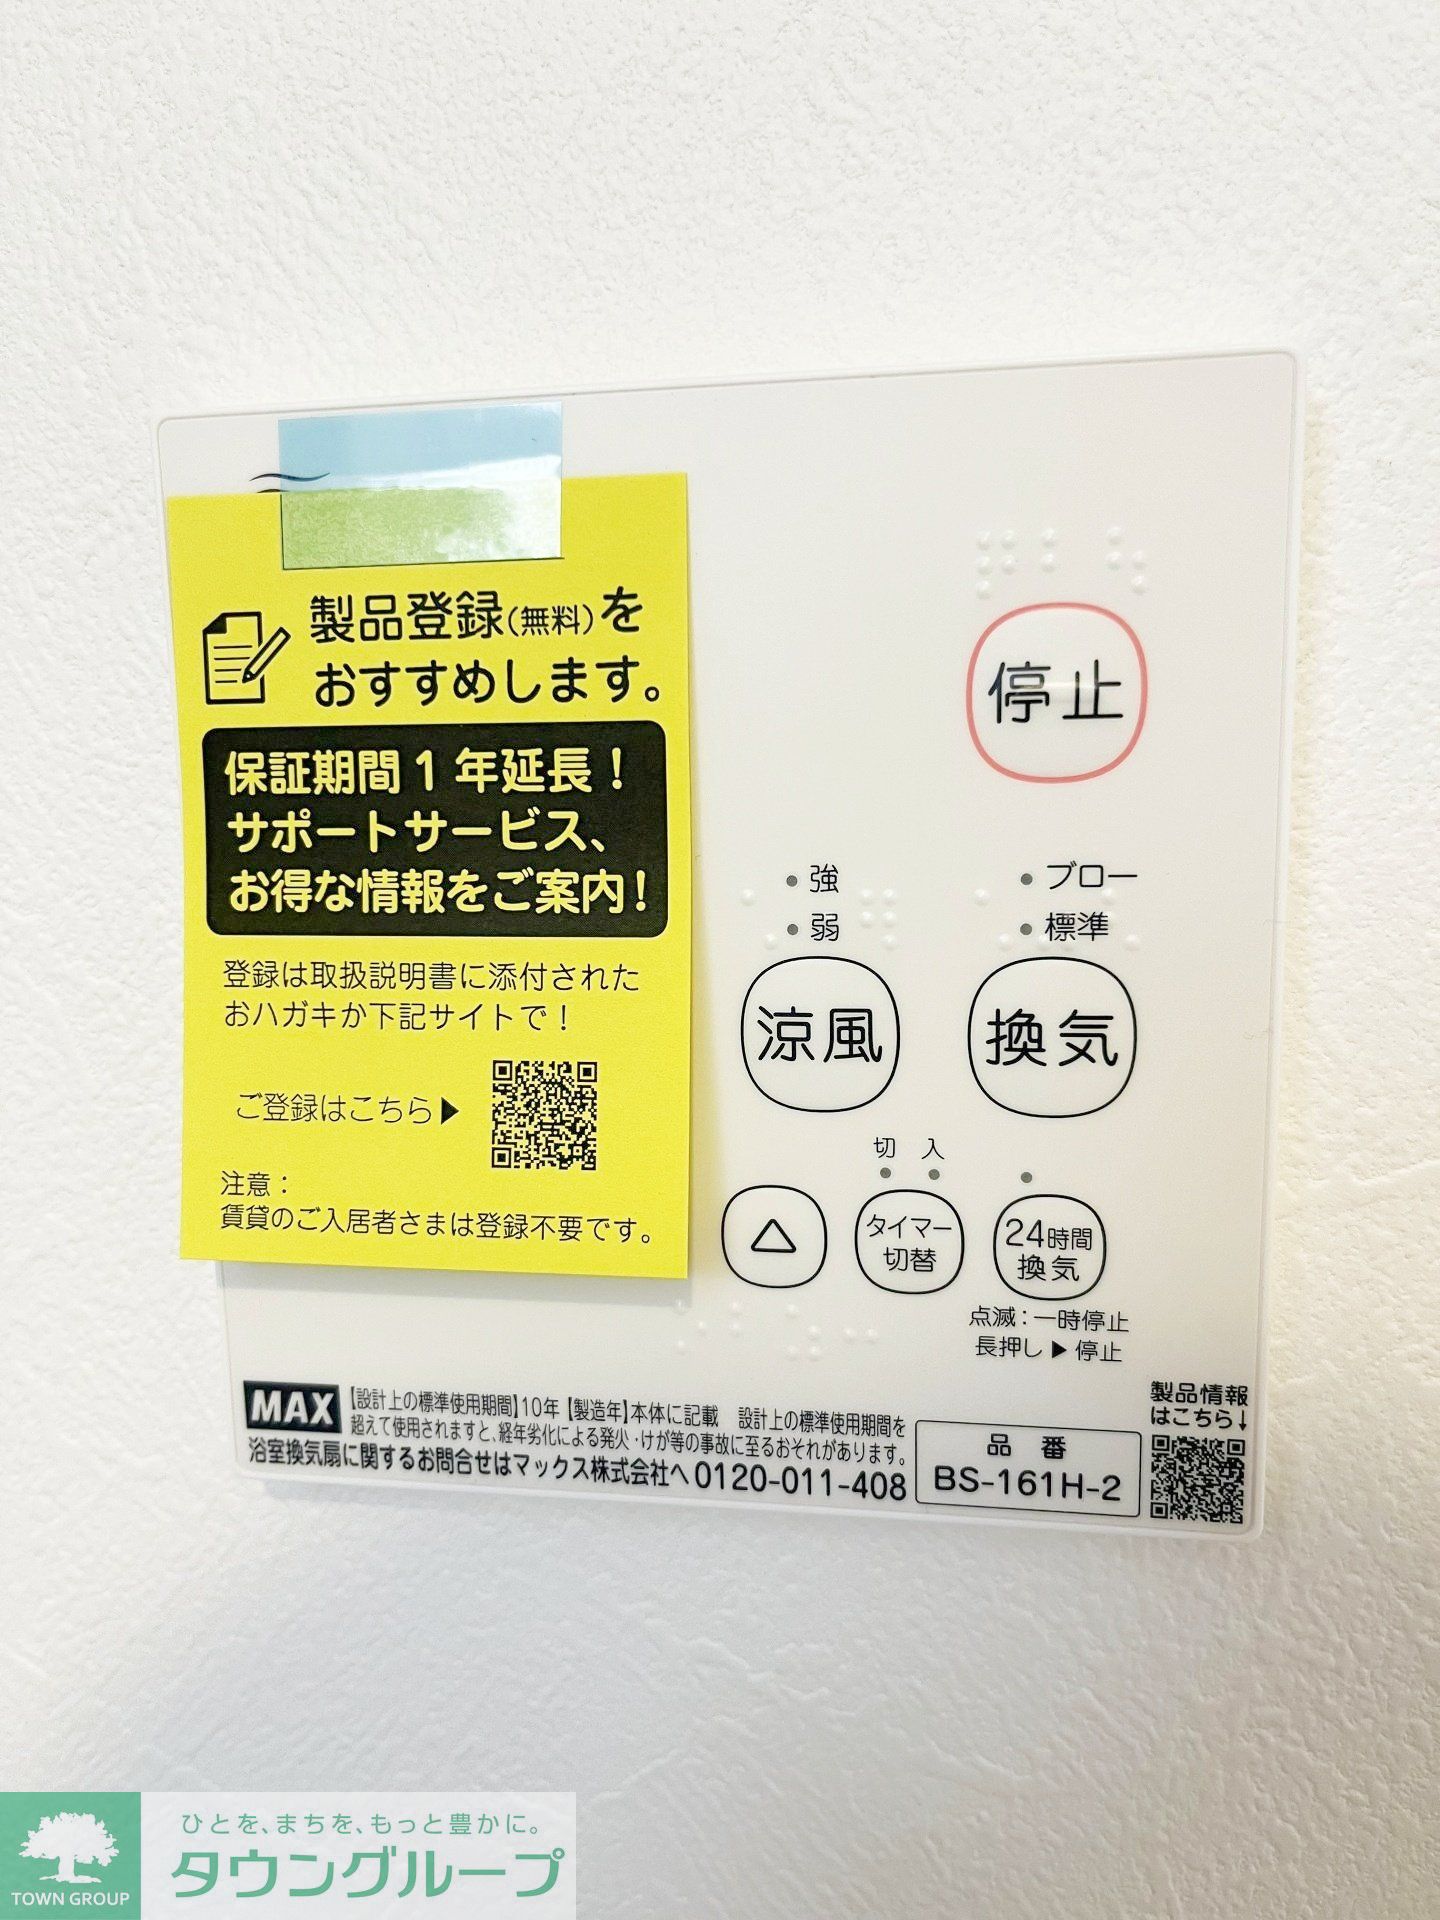 製品登録(無料)を
おすすめします。
保証期間1年延長!
サポートサービス、
お得な情報をご案内!
登録は取扱説明書に添付された
おハガキか下記サイトで!
ご登録はこちら▶
注意:
賃貸のご入居者さまは登録不要です。
停止
強
弱
涼風
ブロー
標準
換気
切 入
△
タイマー
切替
24時間
換気
点滅:一時停止
長押し▶停止
MAX
【設計上の標準使用期間】10年【製造年】本体に記載 設計上の標準使用期間を
超えて使用されますと、経年劣化による発火・けが等の事故に至るおそれがあります。
浴室換気扇に関するお問合せはマックス株式会社へ 0120-011-408
品番
BS-161H-2
製品情報
はこちら↓
TOWN GROUP
ひとを、まちを、もっと豊かに。
タウングループ